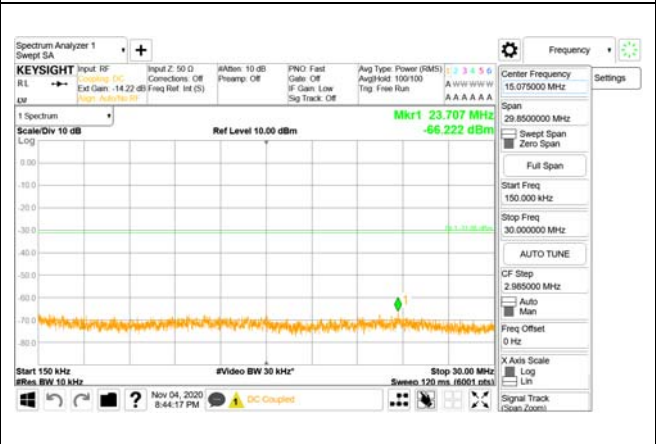 Spectrum Analyzer 1
Swept SA
+
Frequency
KEYSIGHT
Input: RF
Coupling: DC
Ext Gain: -14.22 dB
Align: Auto/No RF
RL
Input Z: 50 Ω
Corrections: Off
Freq Ref: Int (S)
#Atten: 10 dB
Preamp: Off
PNO: Fast
Gate: Off
IF Gain: Low
Sig Track: Off
Avg Type: Power (RMS)
Avg|Hold: 100/100
Trig: Free Run
1 2 3 4 5 6
A W W W W W
A A A A A A
1 Spectrum
Scale/Div 10 dB
Ref Level 10.00 dBm
Mkr1 23.707 MHz
-66.222 dBm
Log
0.00
-10.0
-20.0
-30.0
-40.0
-50.0
-60.0
-70.0
-80.0
1
Start 150 kHz
#Video BW 30 kHz*
Stop 30.00 MHz
#Res BW 10 kHz
Sweep 120 ms (6001 pts)
Center Frequency
15.075000 MHz
Settings
Span
29.8500000 MHz
Swept Span
Zero Span
Full Span
Start Freq
150.000 kHz
Stop Freq
30.000000 MHz
AUTO TUNE
CF Step
2.985000 MHz
Auto
Man
Freq Offset
0 Hz
X Axis Scale
Log
Lin
Signal Track
(Span Zoom)
?
Nov 04, 2020
8:44:17 PM
1
DC Coupled